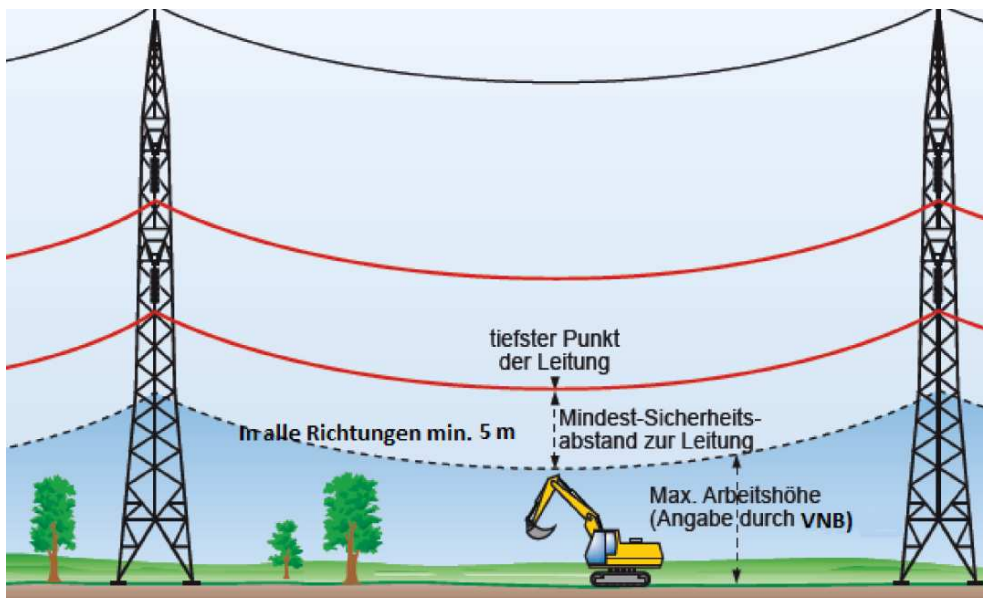 tiefster Punkt
der Leitung
In alle Richtungen min. 5 m
Mindest-Sicherheits-
abstand zur Leitung
Max. Arbeitshöhe
(Angabe durch VNB)